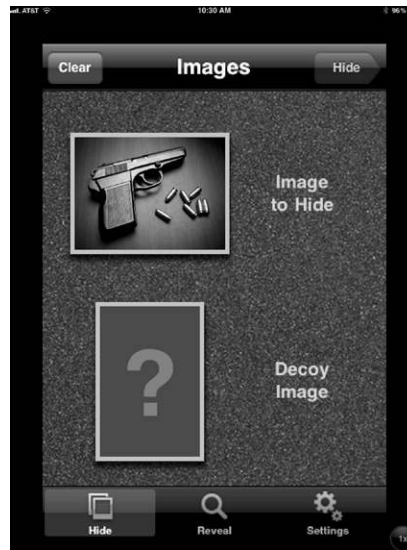 AT&T 10:30 AM 96%
Clear Images Hide
Image
to Hide
?
Decoy
Image
Hide Reveal Settings
1x